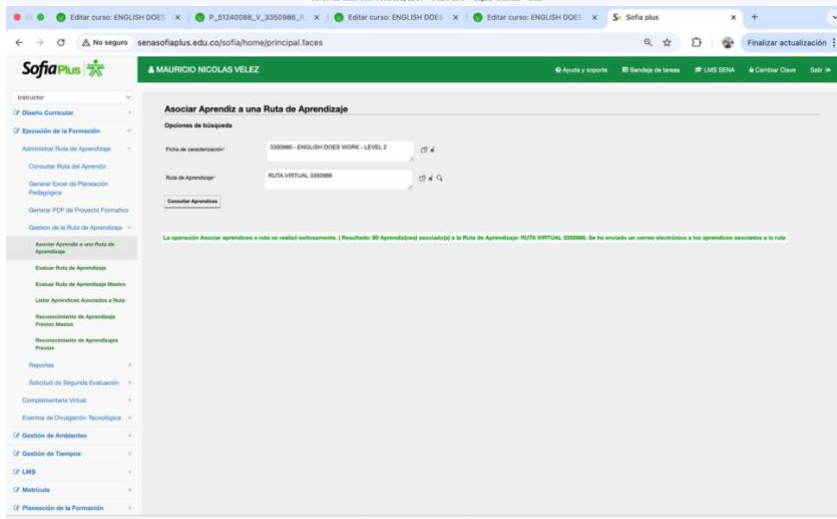 Editar curso: ENGLISH DOES
P_51240088_V_3350986_R_
Editar curso: ENGLISH DOES
Editar curso: ENGLISH DOES
Sofia plus
No seguro
senasofiaplus.edu.co/sofia/home/principal.faces
Finalizar actualización
SofiaPlus
MAURICIO NICOLAS VELEZ
Ayuda y soporte
Bandeja de tareas
LMS SENA
Cambiar Clave
Salir
Instructor
Diseño Curricular
Ejecución de la Formación
Administrar Ruta de Aprendizaje
Consultar Ruta del Aprendiz
Generar Excel de Planeación
Pedagógica
Generar PDF de Proyecto Formativo
Gestion de la Ruta de Aprendizaje
Asociar Aprendiz a una Ruta de
Aprendizaje
Evaluar Ruta de Aprendizaje
Evaluar Ruta de Aprendizaje Masivo
Listar Aprendices Asociados a Ruta
Reconocimiento de Aprendizaje
Previos Masivo
Reconocimiento de Aprendizajes
Previos
Reportes
Solicitud de Segunda Evaluación
Complementaria Virtual
Eventos de Divulgación Tecnológica
Gestión de Ambientes
Gestión de Tiempos
LMS
Matrícula
Planeación de la Formación
Asociar Aprendiz a una Ruta de Aprendizaje
Opciones de búsqueda
Ficha de caracterización*
3350986 - ENGLISH DOES WORK - LEVEL 2
Ruta de Aprendizaje*
RUTA VIRTUAL 3350986
Consultar Aprendices
La operación Asociar aprendices a ruta se realizó exitosamente. | Resultado: 80 Aprendiz(ces) asociado(s) a la Ruta de Aprendizaje: RUTA VIRTUAL 3350986. Se ha enviado un correo electrónico a los aprendices asociados a la ruta